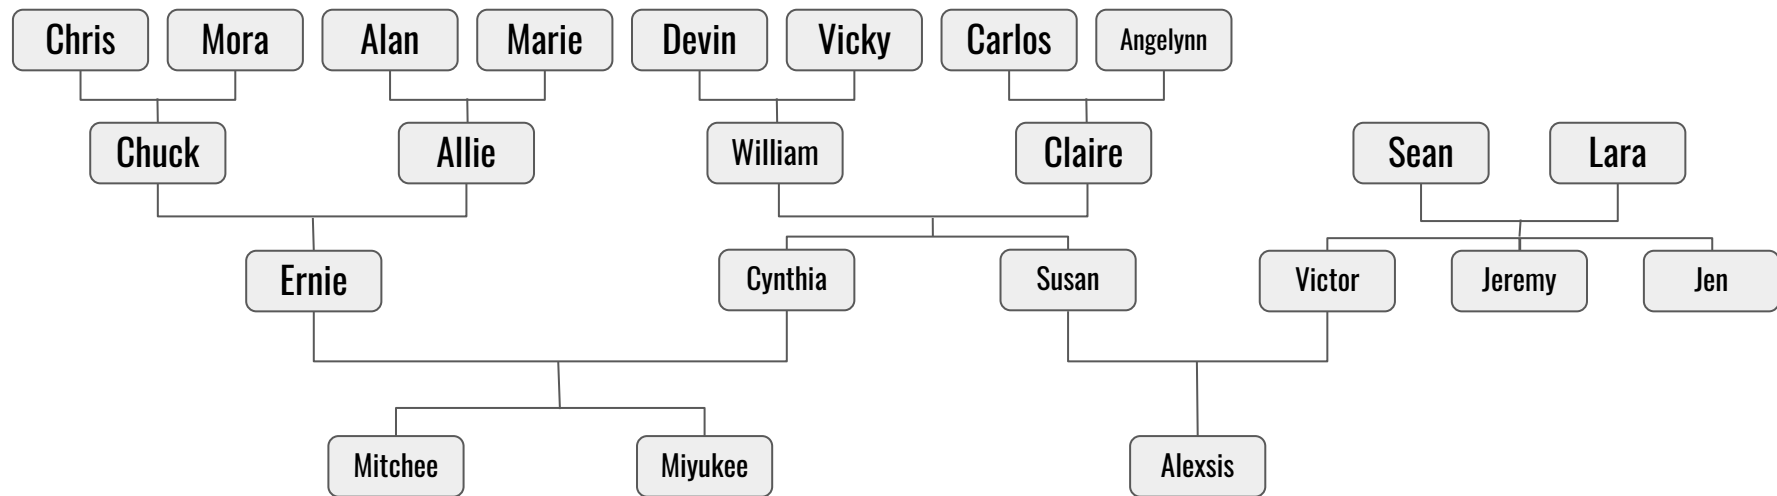 Chris
Mora
Alan
Marie
Devin
Vicky
Carlos
Angelynn
Chuck
Allie
William
Claire
Sean
Lara
Ernie
Cynthia
Susan
Victor
Jeremy
Jen
Mitchee
Miyukee
Alexsis